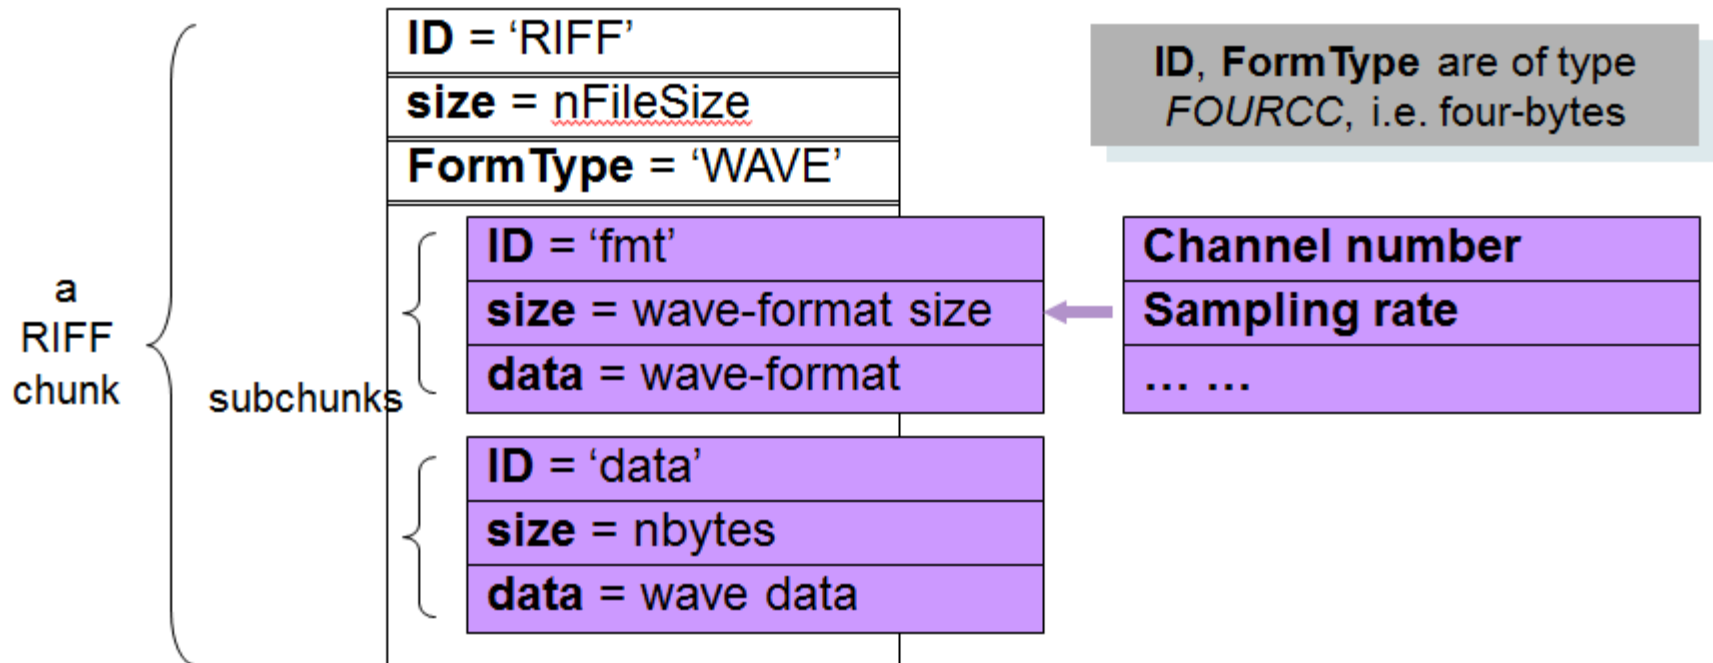 ID = ‘RIFF’
size = nFileSize
FormType = ‘WAVE’
ID, FormType are of type
FOURCC, i.e. four-bytes
a
RIFF
chunk
subchunks
ID = ‘fmt’
size = wave-format size
data = wave-format
Channel number
Sampling rate
... ...
ID = ‘data’
size = nbytes
data = wave data